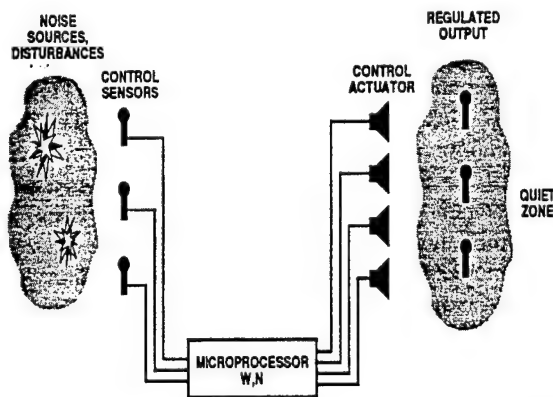 NOISE
SOURCES,
DISTURBANCES
CONTROL
SENSORS
CONTROL
ACTUATOR
REGULATED
OUTPUT
QUIET
ZONE
MICROPROCESSOR
W,N